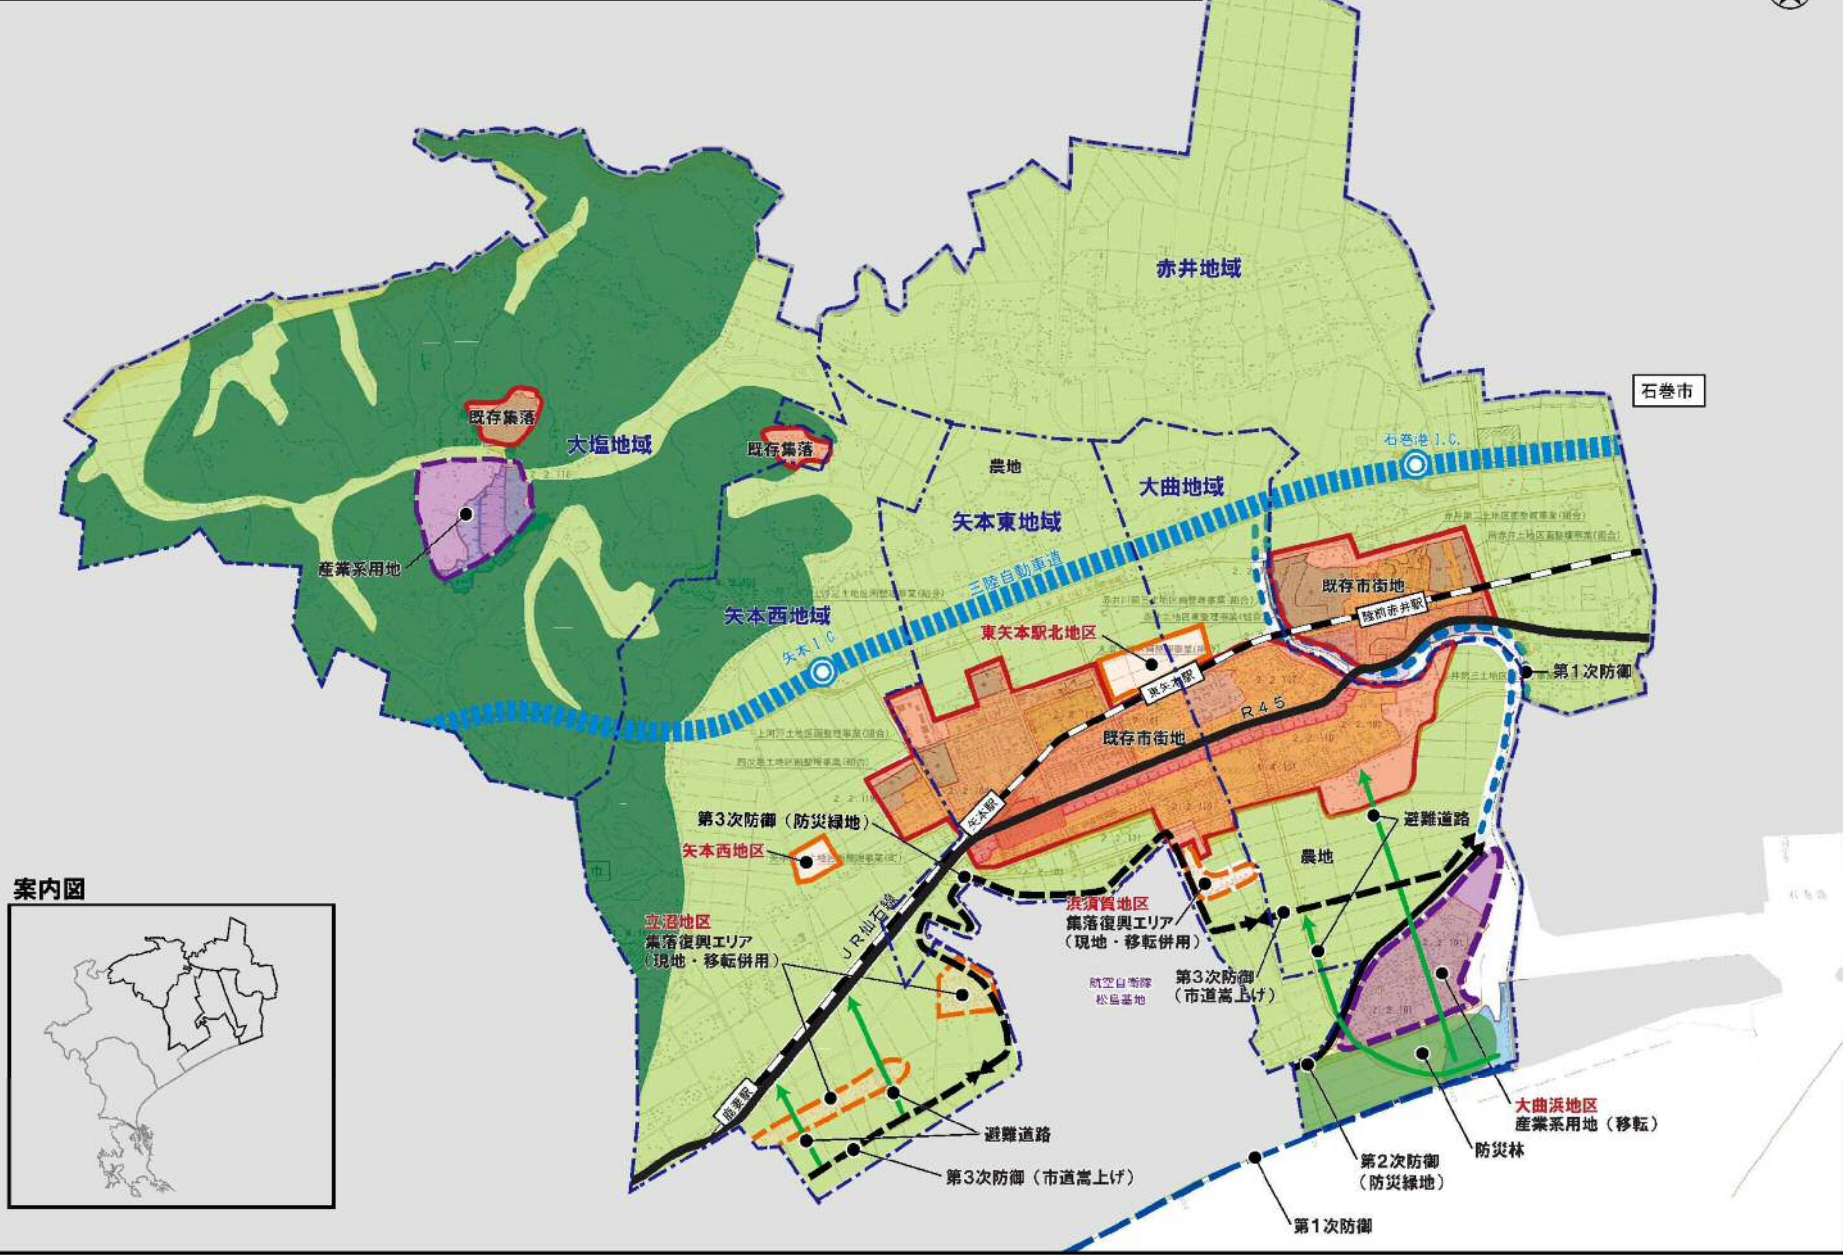 赤井地域
石巻市
石巻港I.C.
既存集落
大塩地域
既存集落
農地
大曲地域
矢本東地域
産業系用地
三陸自動車道
既存市街地
陸前赤井駅
矢本西地域
東矢本駅北地区
矢本I.C
東矢本駅
第1次防御
R45
既存市街地
矢本駅
第3次防御（防災緑地）
避難道路
矢本西地区
農地
案内図
立沼地区
集落復興エリア
（現地・移転併用）
JR仙石線
浜須賀地区
集落復興エリア
（現地・移転併用）
航空自衛隊
松島基地
第3次防御
（市道嵩上げ）
鹿妻駅
避難道路
第3次防御（市道嵩上げ）
大曲浜地区
産業系用地（移転）
防災林
第2次防御
（防災緑地）
第1次防御